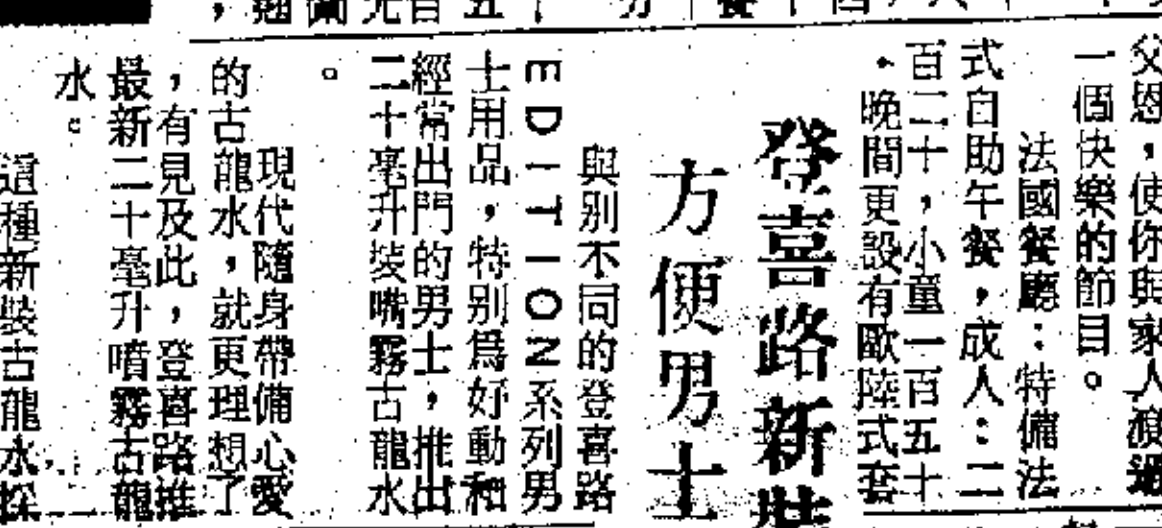 父恩，使你與家人渡過
一個快樂的節目。
法國餐廳：特備法
式自助午餐，成人：二
百二十，小童一百五十
。晚間更設有歐陸式套
登喜路新裝
方便男士
與別不同的登喜路
EDITION系列男
士用品，特別爲好動和
經常出門的男士，推出
二十毫升裝嘴霧古龍水
。
現代隨身帶備心愛
的古龍水，就更理想了
，有見及此，登喜路推
最新二十毫升噴霧古龍
水。
這種新裝古龍水採